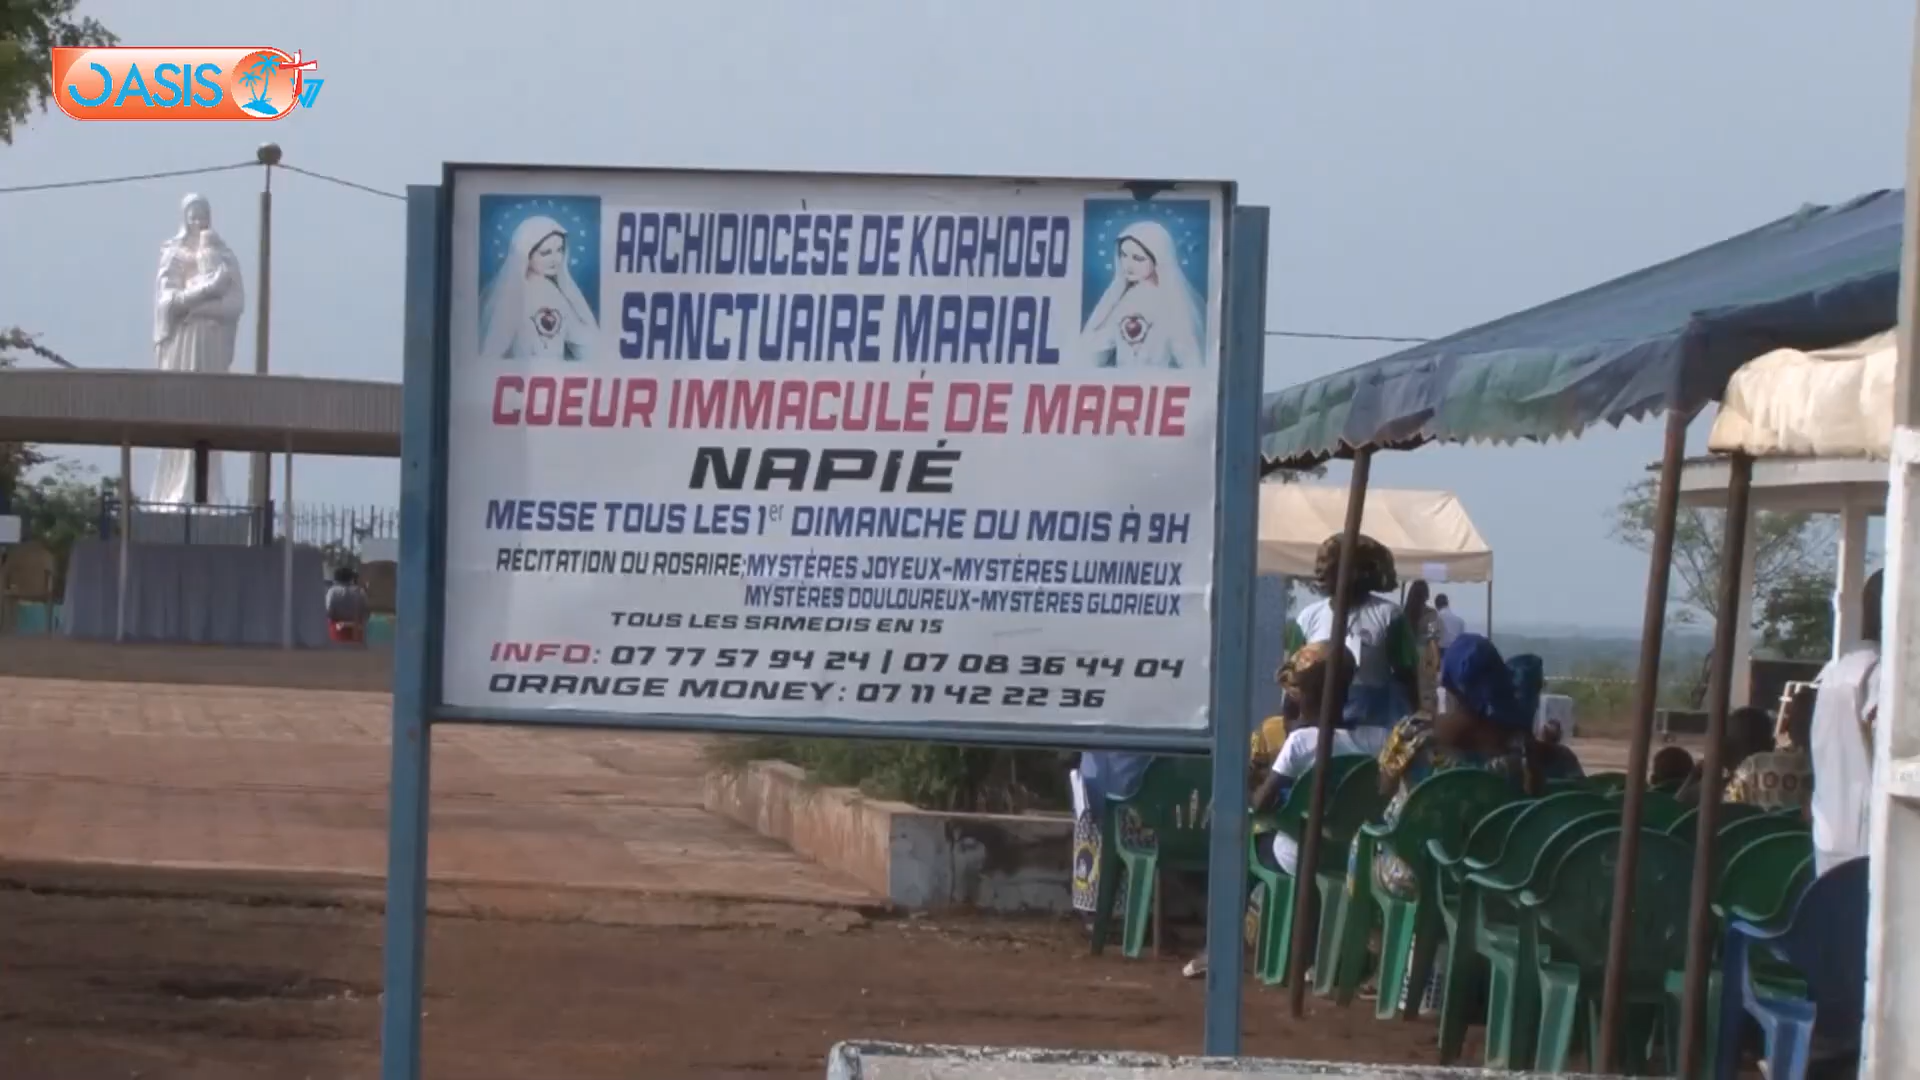 OASIS TV
ARCHIDIOCÈSE DE KORHOGO
SANCTUAIRE MARIAL
COEUR IMMACULÉ DE MARIE
NAPIÉ
MESSE TOUS LES 1er DIMANCHE DU MOIS À 9H
RÉCITATION DU ROSAIRE; MYSTÈRES JOYEUX-MYSTÈRES LUMINEUX
MYSTÈRES DOULOUREUX-MYSTÈRES GLORIEUX
TOUS LES SAMEDIS EN 15
INFO: 07 77 57 94 24 | 07 08 36 44 04
ORANGE MONEY: 07 11 42 22 36